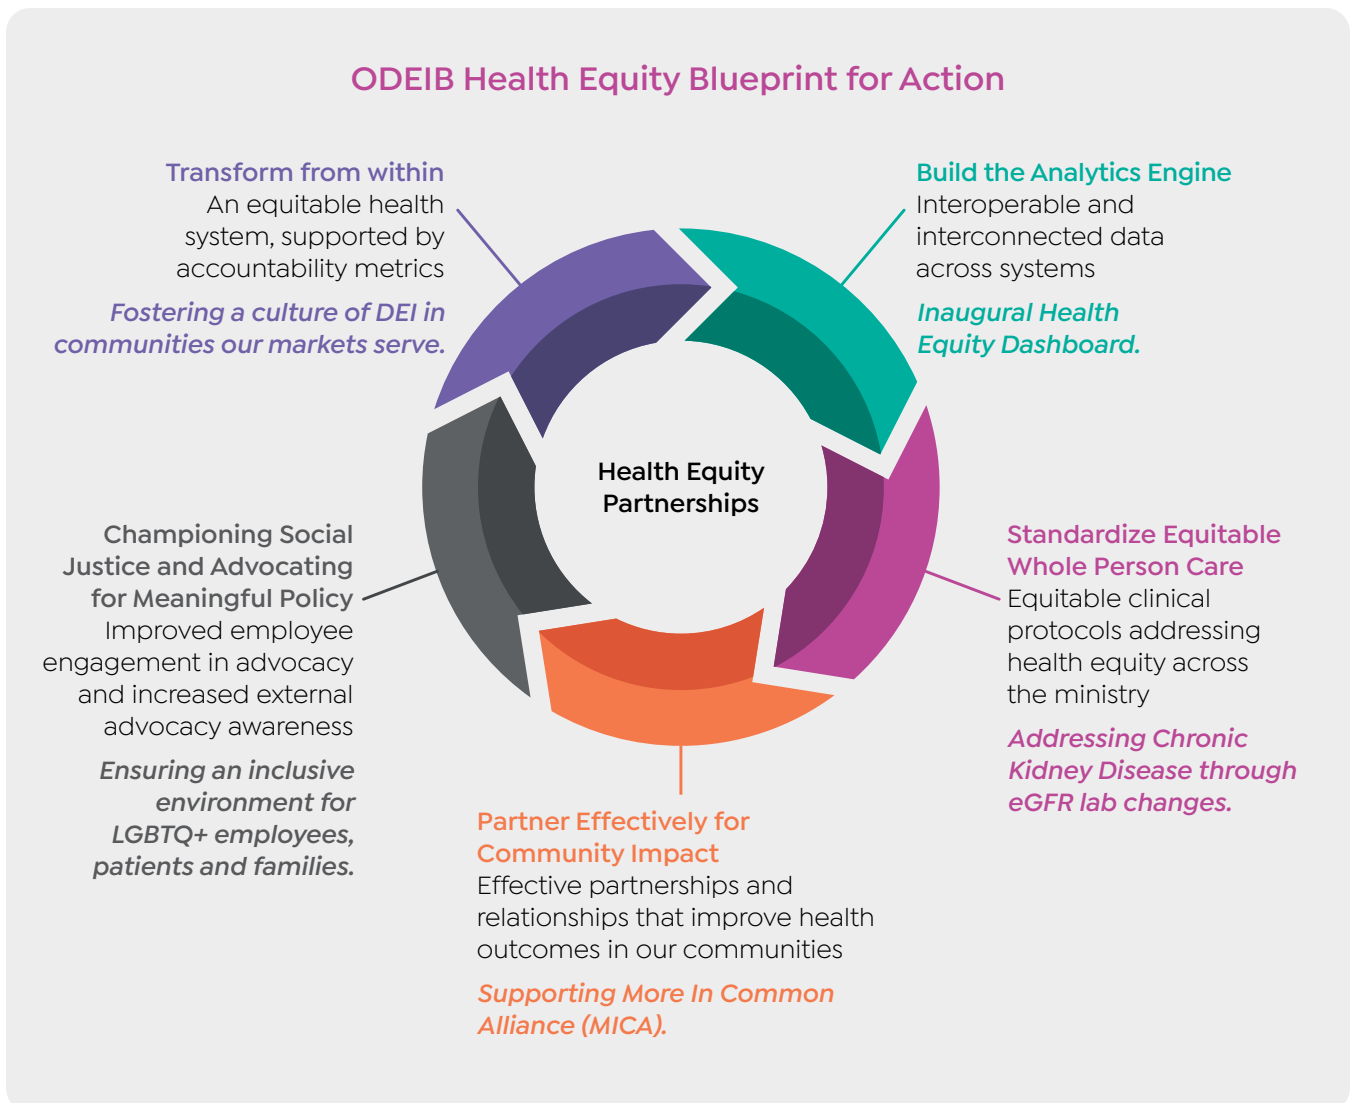 ODEIB Health Equity Blueprint for Action
Transform from within
An equitable health
system, supported by
accountability metrics
Fostering a culture of DEI in
communities our markets serve.
Build the Analytics Engine
Interoperable and
interconnected data
across systems
Inaugural Health
Equity Dashboard.
Health Equity
Partnerships
Championing Social
Justice and Advocating
for Meaningful Policy
Improved employee
engagement in advocacy
and increased external
advocacy awareness
Ensuring an inclusive
environment for
LGBTQ+ employees,
patients and families.
Standardize Equitable
Whole Person Care
Equitable clinical
protocols addressing
health equity across
the ministry
Addressing Chronic
Kidney Disease through
eGFR lab changes.
Partner Effectively for
Community Impact
Effective partnerships and
relationships that improve health
outcomes in our communities
Supporting More In Common
Alliance (MICA).